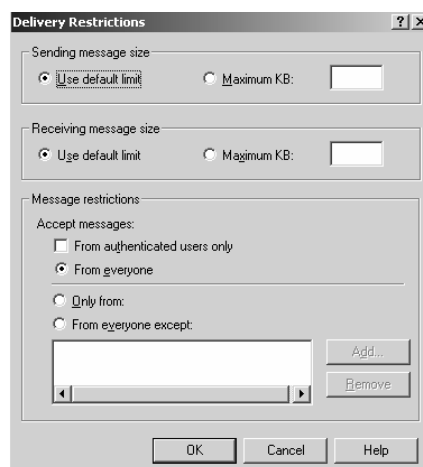 Delivery Restrictions
Sending message size
Use default limit
Maximum KB:
Receiving message size
Use default limit
Maximum KB:
Message restrictions
Accept messages:
From authenticated users only
From everyone
Only from:
From everyone except:
Add...
Remove
OK Cancel Help